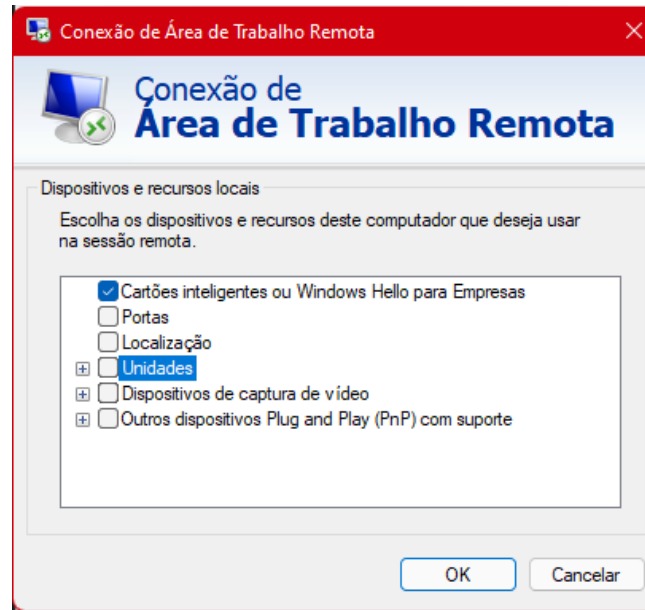 Conexão de Área de Trabalho Remota
Conexão de
Área de Trabalho Remota
Dispositivos e recursos locais
Escolha os dispositivos e recursos deste computador que deseja usar
na sessão remota.
Cartões inteligentes ou Windows Hello para Empresas
Portas
Localização
Unidades
Dispositivos de captura de vídeo
Outros dispositivos Plug and Play (PnP) com suporte
OK
Cancelar